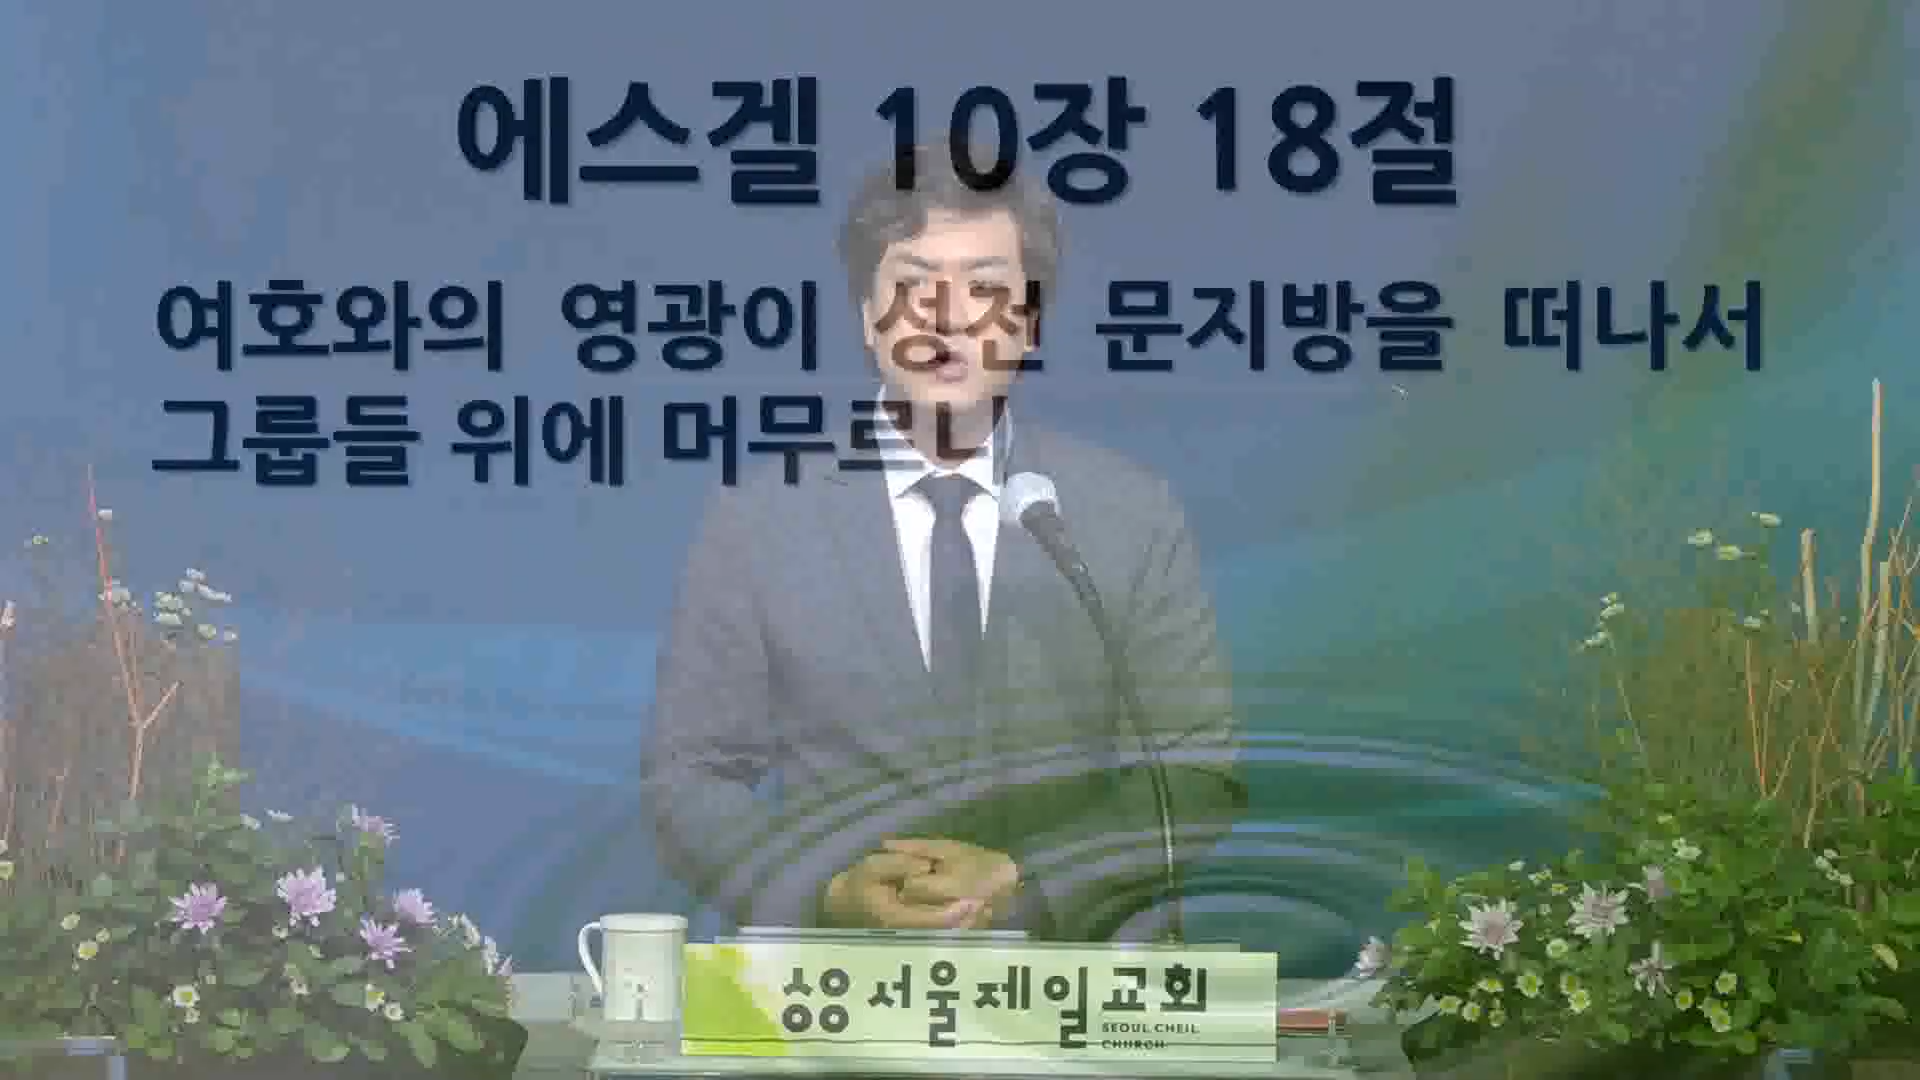 에스겔 10장 18절
여호와의 영광이 성전 문지방을 떠나서
그룹들 위에 머무르니
서울제일교회
SEOUL CHEIL
CHURCH